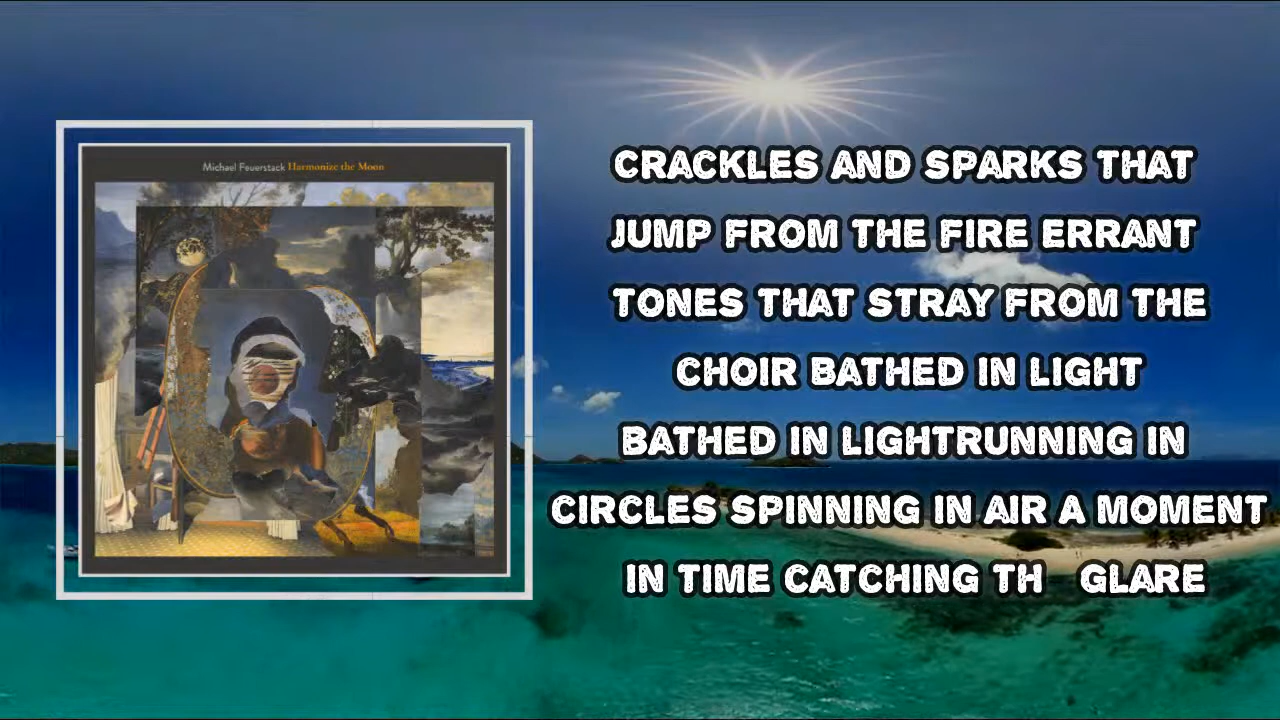 Michael Feuerstack Harmonize the Moon
CRACKLES AND SPARKS THAT
JUMP FROM THE FIRE ERRANT
TONES THAT STRAY FROM THE
CHOIR BATHED IN LIGHT
BATHED IN LIGHTRUNNING IN
CIRCLES SPINNING IN AIR A MOMENT
IN TIME CATCHING TH GLARE